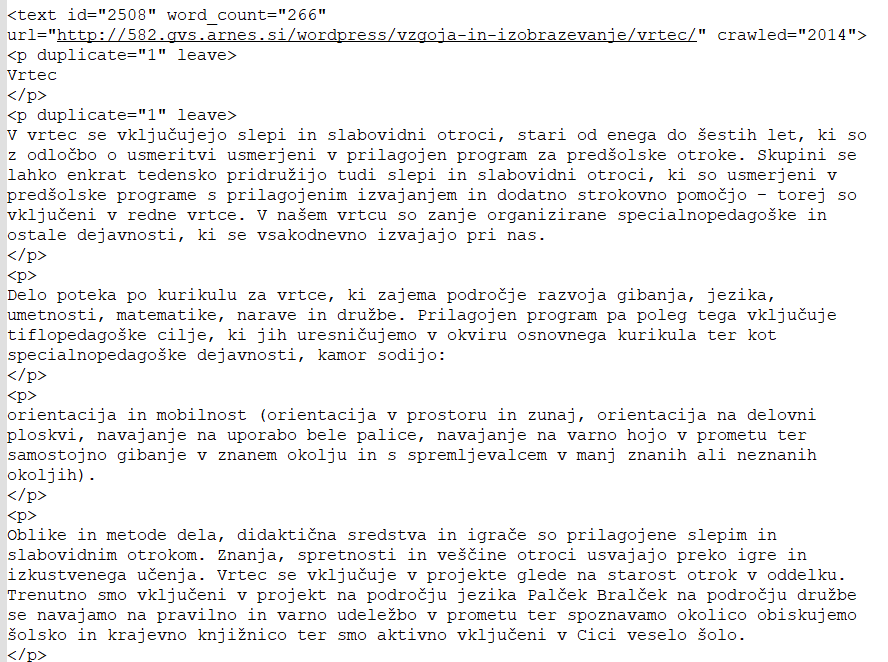 <text id="2508" word_count="266"
url="http://582.gvs.arnes.si/wordpress/vzgoja-in-izobrazevanje/vrtec/" crawled="2014">
<p duplicate="1" leave>
Vrtec
</p>
<p duplicate="1" leave>
V vrtec se vključujejo slepi in slabovidni otroci, stari od enega do šestih let, ki so
z odločbo o usmeritvi usmerjeni v prilagojen program za predšolske otroke. Skupini se
lahko enkrat tedensko pridružijo tudi slepi in slabovidni otroci, ki so usmerjeni v
predšolske programe s prilagojenim izvajanjem in dodatno strokovno pomočjo – torej so
vključeni v redne vrtce. V našem vrtcu so zanje organizirane specialnopedagoške in
ostale dejavnosti, ki se vsakodnevno izvajajo pri nas.
</p>
<p>
Delo poteka po kurikulu za vrtce, ki zajema področje razvoja gibanja, jezika,
umetnosti, matematike, narave in družbe. Prilagojen program pa poleg tega vključuje
tiflopedagoške cilje, ki jih uresničujemo v okviru osnovnega kurikula ter kot
specialnopedagoške dejavnosti, kamor sodijo:
</p>
<p>
orientacija in mobilnost (orientacija v prostoru in zunaj, orientacija na delovni
ploskvi, navajanje na uporabo bele palice, navajanje na varno hojo v prometu ter
samostojno gibanje v znanem okolju in s spremljevalcem v manj znanih ali neznanih
okoljih).
</p>
<p>
Oblike in metode dela, didaktična sredstva in igrače so prilagojene slepim in
slabovidnim otrokom. Znanja, spretnosti in veščine otroci usvajajo preko igre in
izkustvenega učenja. Vrtec se vključuje v projekte glede na starost otrok v oddelku.
Trenutno smo vključeni v projekt na področju jezika Palček Bralček na področju družbe
se navajamo na pravilno in varno udeležbo v prometu ter spoznavamo okolico obiskujemo
šolsko in krajevno knjižnico ter smo aktivno vključeni v Cici veselo šolo.
</p>